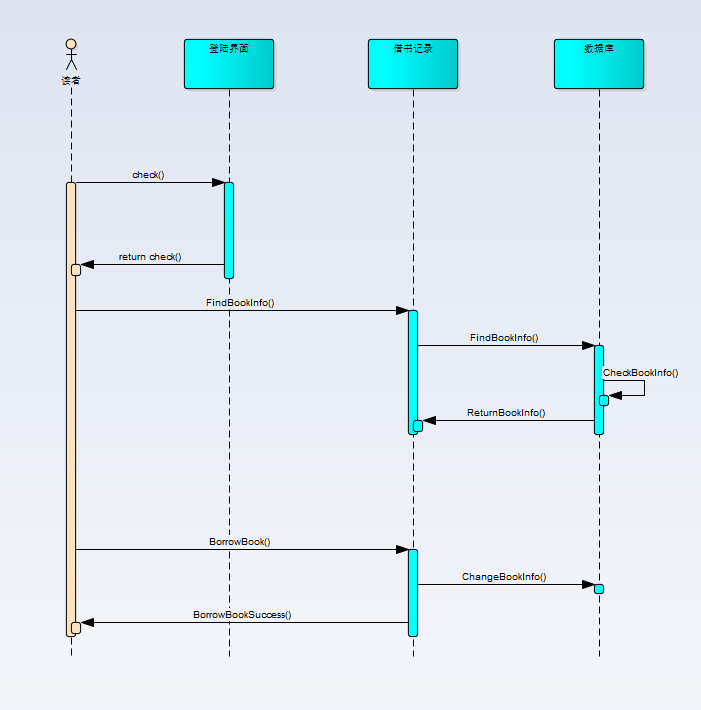 读者
登陆界面
借书记录
数据库
check()
return check()
FindBookInfo()
FindBookInfo()
CheckBookInfo()
ReturnBookInfo()
BorrowBook()
ChangeBookInfo()
BorrowBookSuccess()